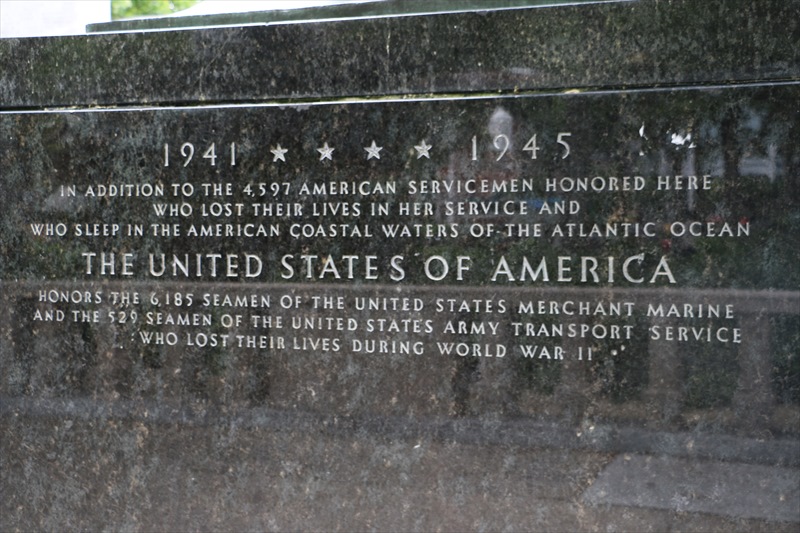 1941 ★ ★ ★ ★ 1945
IN ADDITION TO THE 4,597 AMERICAN SERVICEMEN HONORED HERE
WHO LOST THEIR LIVES IN HER SERVICE AND
WHO SLEEP IN THE AMERICAN COASTAL WATERS OF THE ATLANTIC OCEAN
THE UNITED STATES OF AMERICA
HONORS THE 6,185 SEAMEN OF THE UNITED STATES MERCHANT MARINE
AND THE 529 SEAMEN OF THE UNITED STATES ARMY TRANSPORT SERVICE
WHO LOST THEIR LIVES DURING WORLD WAR II